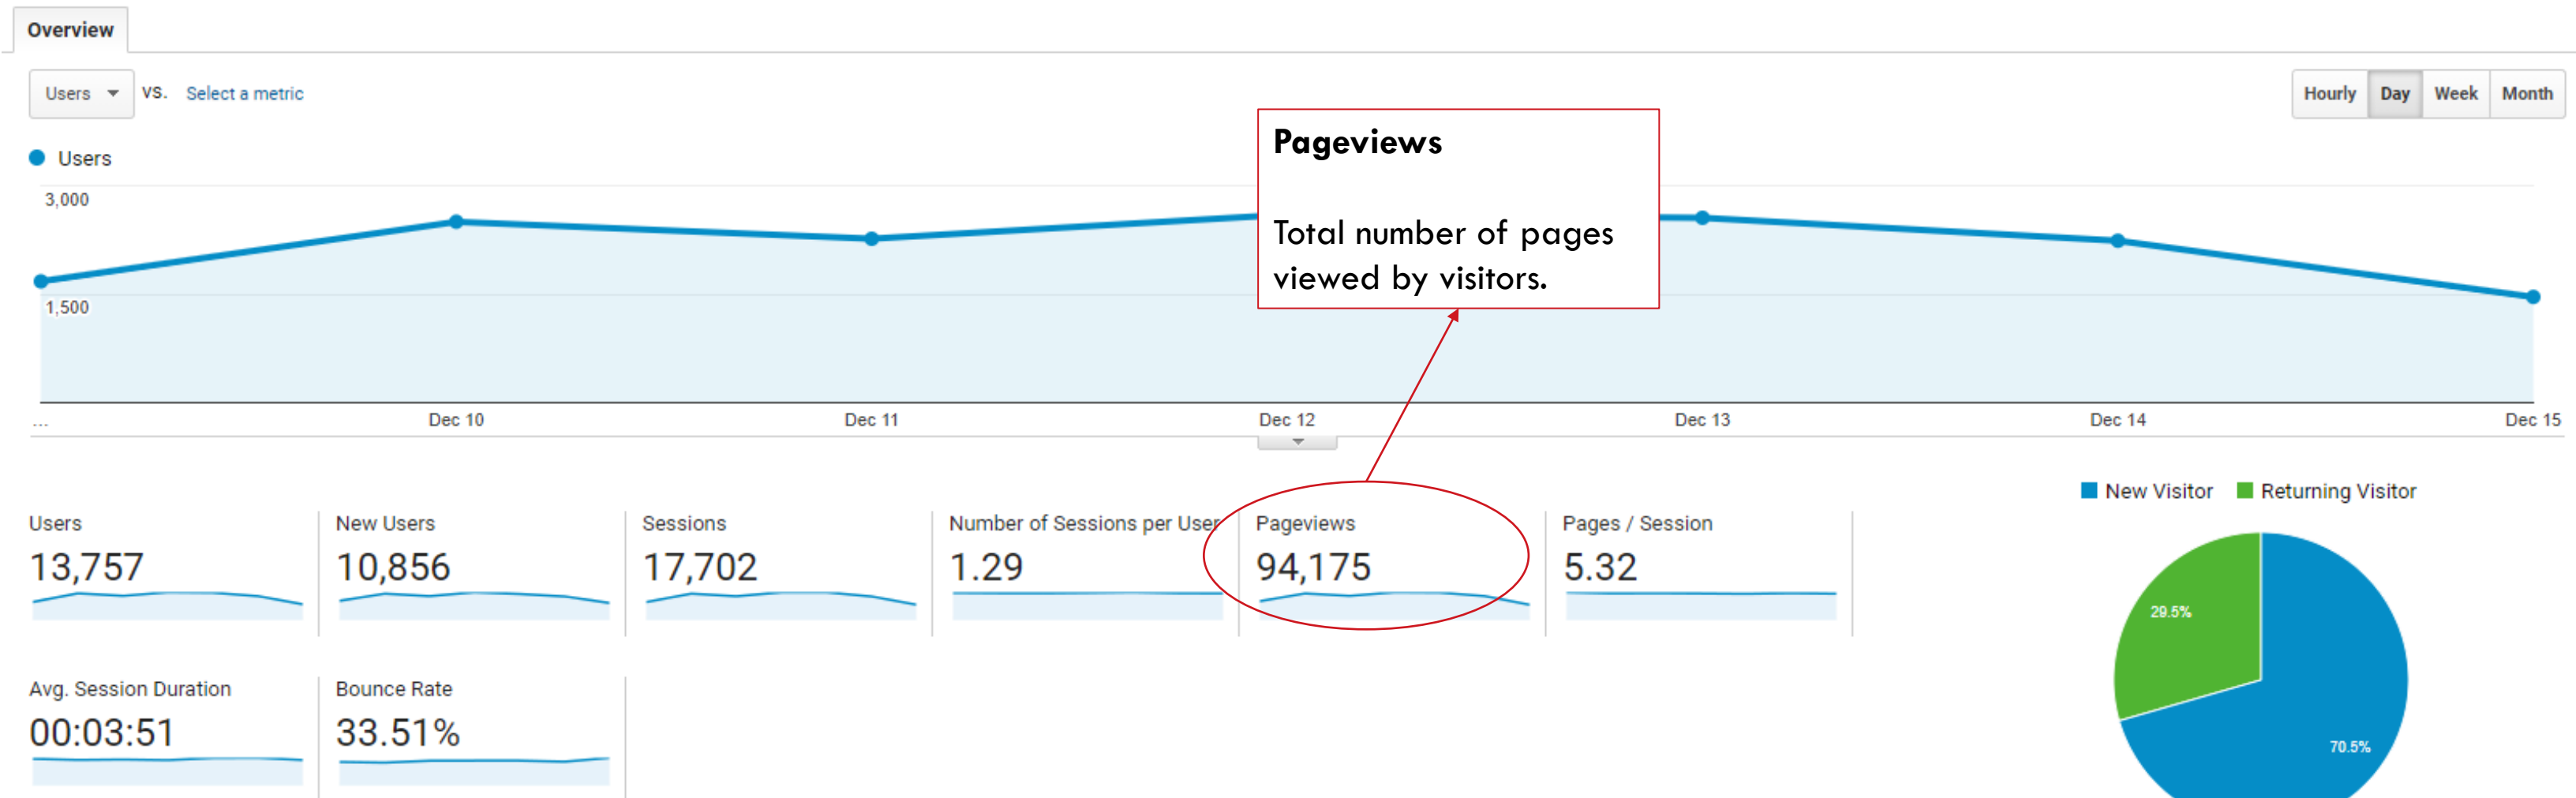 Overview
Users vs. Select a metric
Hourly Day Week Month
Users
3,000
1,500
Pageviews
Total number of pages
viewed by visitors.
... Dec 10 Dec 11 Dec 12 Dec 13 Dec 14 Dec 15
New Visitor Returning Visitor
Users
13,757
New Users
10,856
Sessions
17,702
Number of Sessions per User
1.29
Pageviews
94,175
Pages / Session
5.32
Avg. Session Duration
00:03:51
Bounce Rate
33.51%
29.5%
70.5%